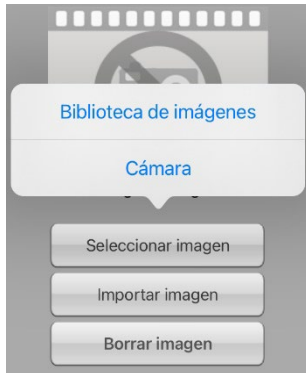 Biblioteca de imágenes
Cámara
Seleccionar imagen
Importar imagen
Borrar imagen